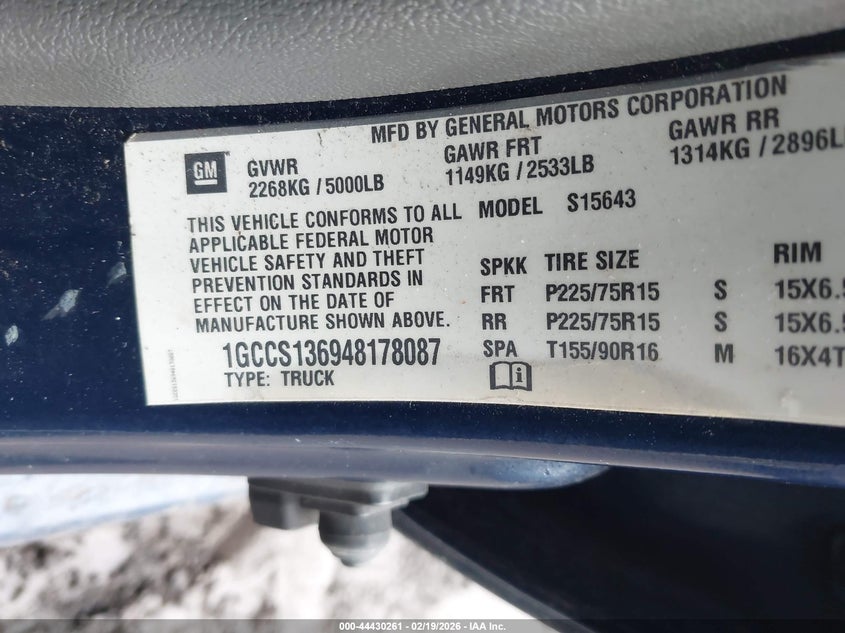 MFD BY GENERAL MOTORS CORPORATION
GM
GVWR GAWR FRT GAWR RR
2268KG / 5000LB 1149KG / 2533LB 1314KG / 2896L
THIS VEHICLE CONFORMS TO ALL MODEL S15643
APPLICABLE FEDERAL MOTOR
VEHICLE SAFETY AND THEFT SPKK TIRE SIZE RIM
PREVENTION STANDARDS IN FRT P225/75R15 S 15X6.5
EFFECT ON THE DATE OF RR P225/75R15 S 15X6.5
MANUFACTURE SHOWN ABOVE. SPA T155/90R16 M 16X4T
1GCCS136948178087
TYPE: TRUCK
000-44430261 - 02/19/2026 - IAA Inc.